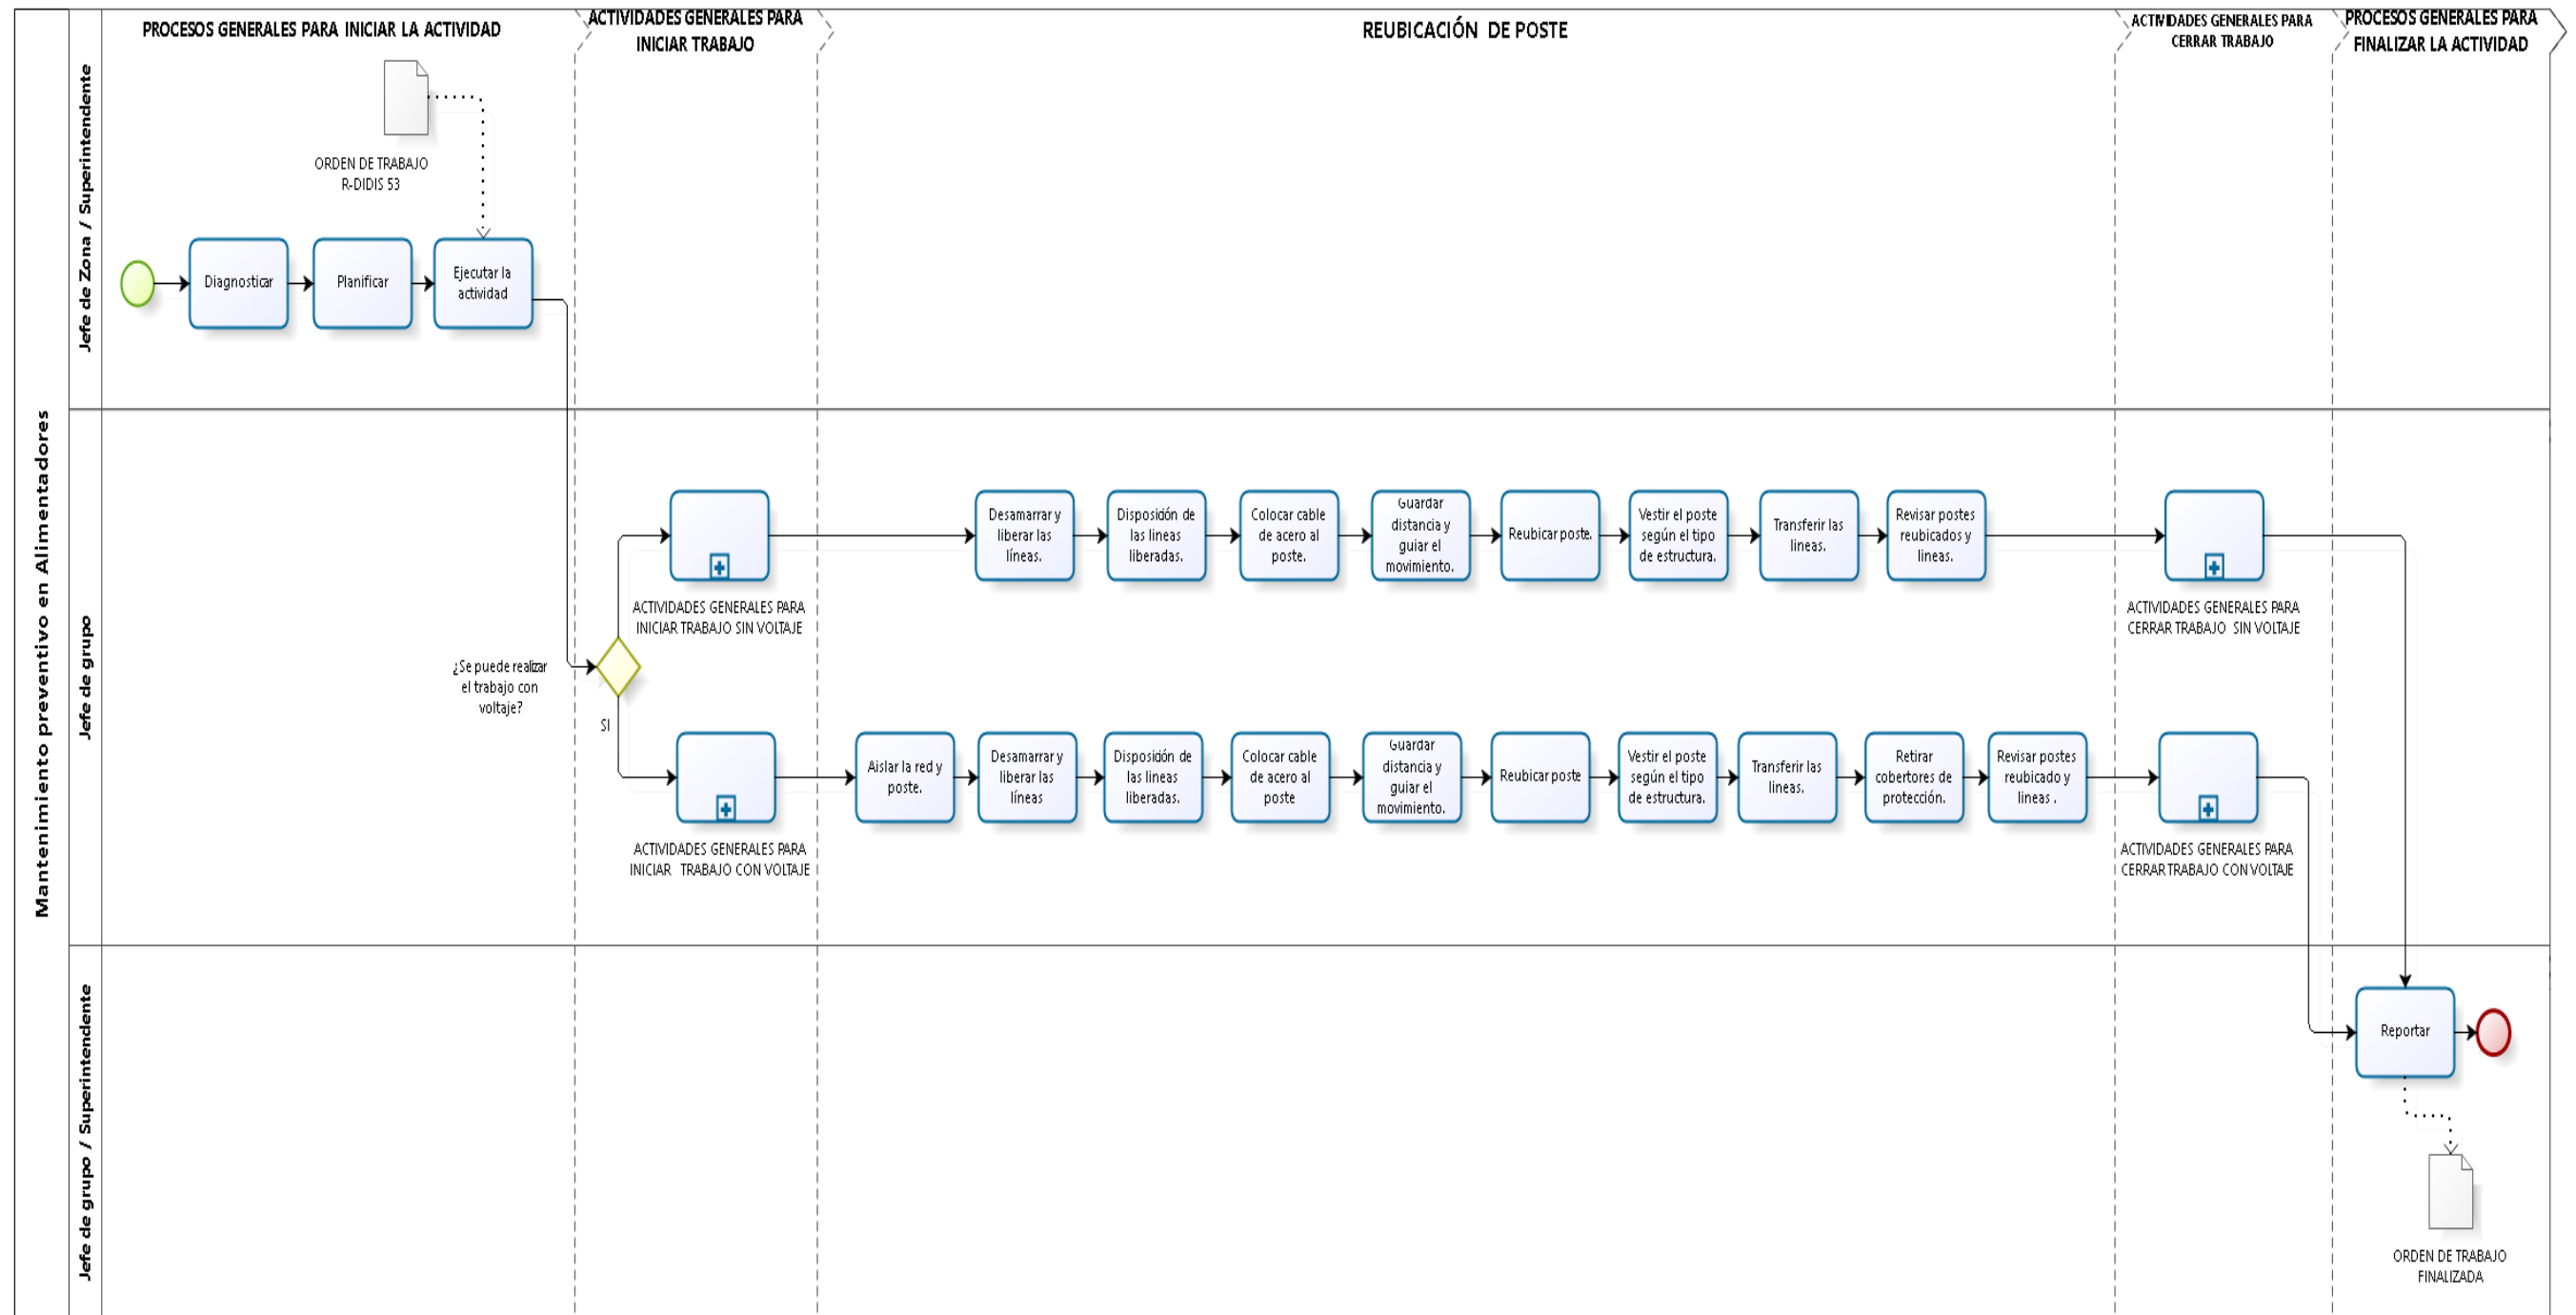 PROCESOS GENERALES PARA INICIAR LA ACTIVIDAD
ACTIVIDADES GENERALES PARA
INICIAR TRABAJO
REUBICACIÓN DE POSTE
ACTIVIDADES GENERALES PARA
CERRAR TRABAJO
PROCESOS GENERALES PARA
FINALIZAR LA ACTIVIDAD
Mantenimiento preventivo en Alimentadores
Jefe de Zona / Superintendente
ORDEN DE TRABAJO
R-DIDIS 53
Diagnosticar
Planificar
Ejecutar la
actividad
Jefe de grupo
¿Se puede realizar
el trabajo con
voltaje?
SI
ACTIVIDADES GENERALES PARA
INICIAR TRABAJO SIN VOLTAJE
Desamarrar y
liberar las
líneas.
Disposición de
las lineas
liberadas.
Colocar cable
de acero al
poste.
Guardar
distancia y
guiar el
movimiento.
Reubicar poste.
Vestir el poste
según el tipo
de estructura.
Transferir las
lineas.
Revisar postes
reubicados y
lineas.
ACTIVIDADES GENERALES PARA
CERRAR TRABAJO SIN VOLTAJE
ACTIVIDADES GENERALES PARA
INICIAR TRABAJO CON VOLTAJE
Aislar la red y
poste.
Desamarrar y
liberar las
líneas
Disposición de
las lineas
liberadas.
Colocar cable
de acero al
poste
Guardar
distancia y
guiar el
movimiento.
Reubicar poste
Vestir el poste
según el tipo
de estructura.
Transferir las
lineas.
Retirar
cobertores de
protección.
Revisar postes
reubicado y
lineas .
ACTIVIDADES GENERALES PARA
CERRAR TRABAJO CON VOLTAJE
Jefe de grupo / Superintendente
Reportar
ORDEN DE TRABAJO
FINALIZADA